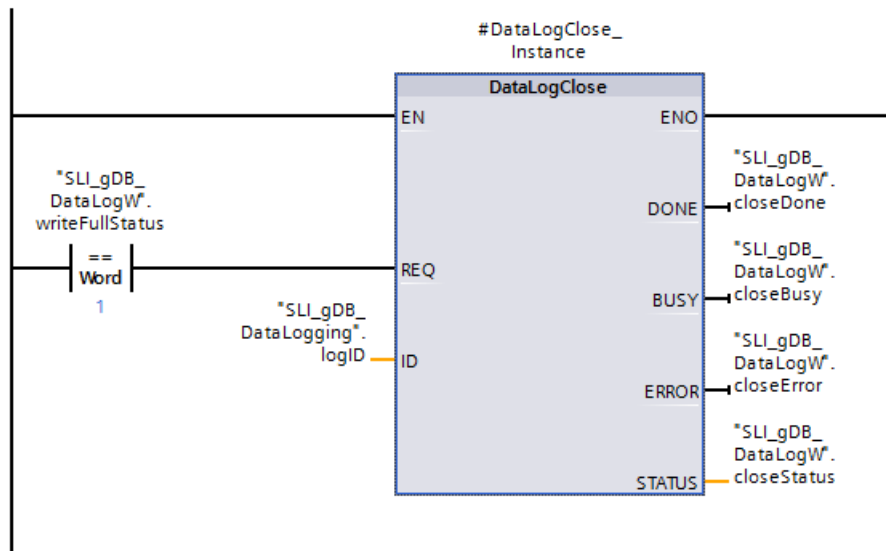 #DataLogClose_
Instance
DataLogClose
EN
ENO
"SLI_gDB_
DataLogW".
closeDone
DONE
"SLI_gDB_
DataLogW".
writeFullStatus
==
Word
1
REQ
"SLI_gDB_
DataLogW".
closeBusy
BUSY
"SLI_gDB_
DataLogging".
logID
ID
"SLI_gDB_
DataLogW".
closeError
ERROR
"SLI_gDB_
DataLogW".
closeStatus
STATUS